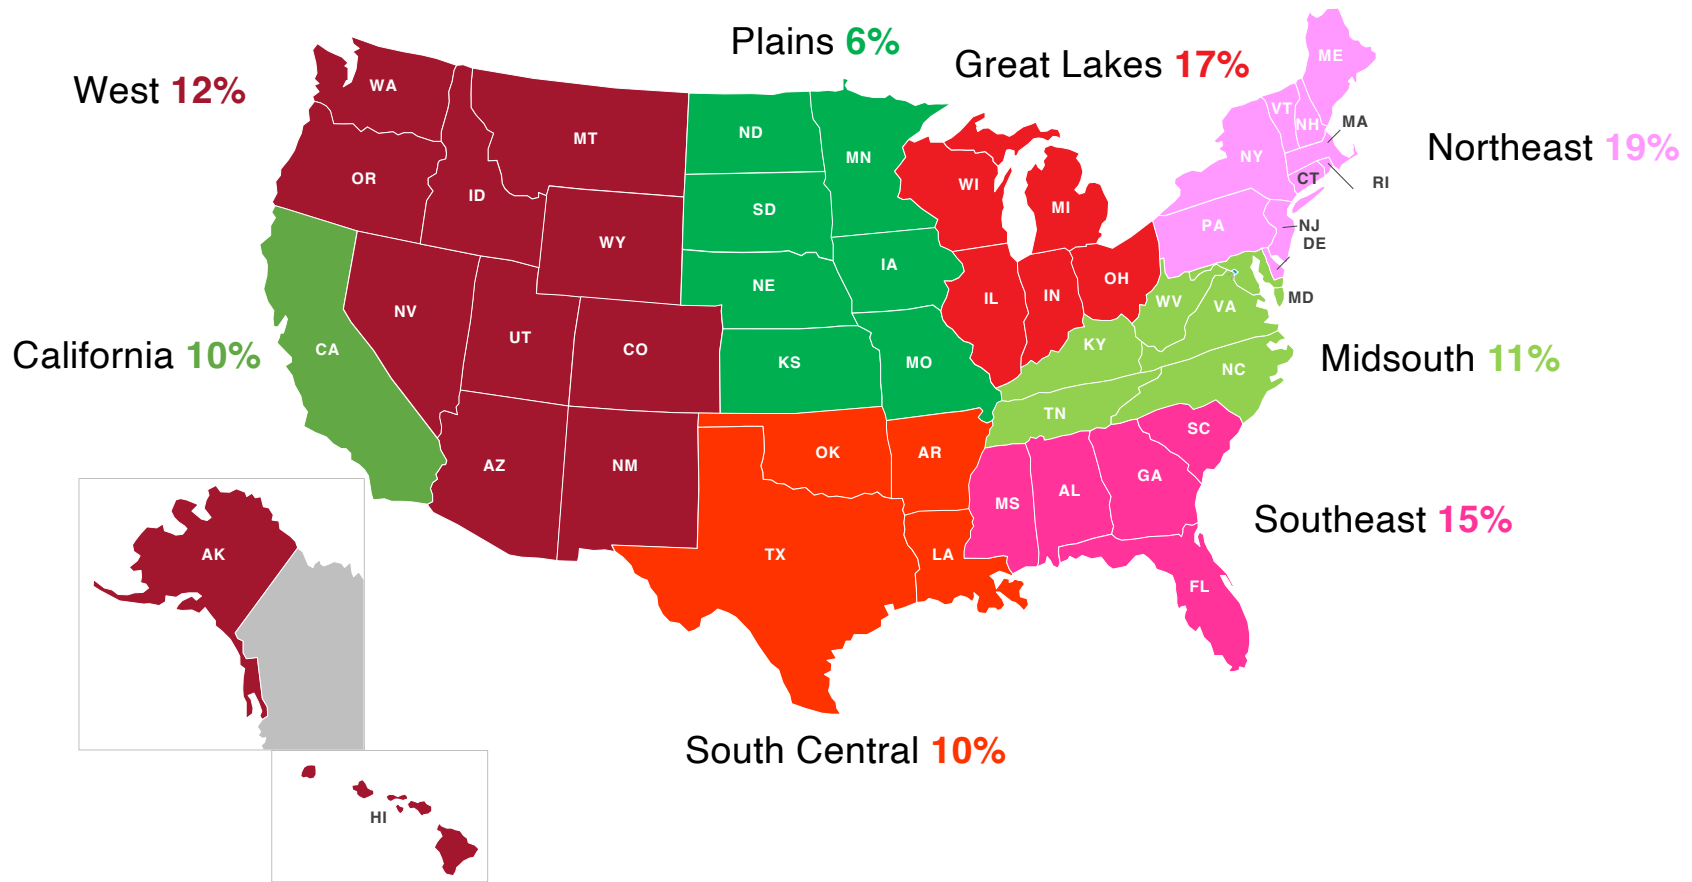 Plains 6%
Great Lakes 17%
West 12%
Northeast 19%
California 10%
Midsouth 11%
Southeast 15%
South Central 10%
WA
OR
ID
MT
WY
NV
UT
CO
AZ
NM
CA
AK
HI
ND
SD
NE
KS
MN
IA
MO
OK
AR
TX
LA
WI
MI
IL
IN
OH
KY
TN
WV
VA
NC
MD
MS
AL
GA
SC
FL
ME
VT
NH
MA
NY
CT
RI
PA
NJ
DE